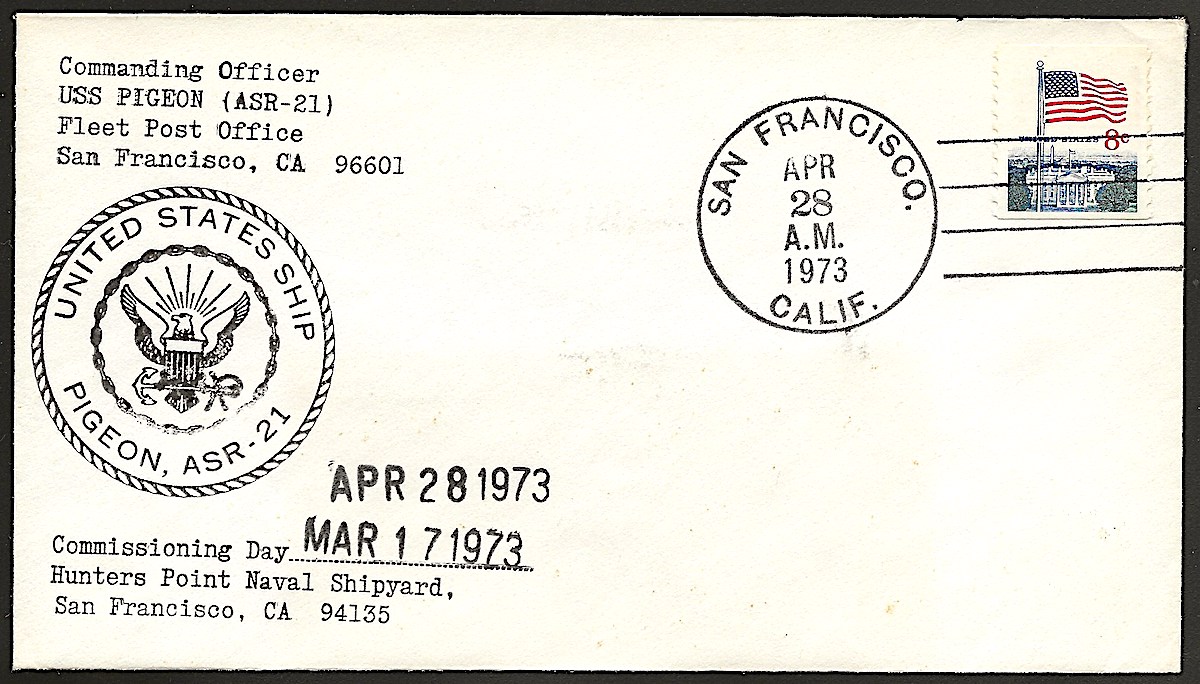 Commanding Officer
USS PIGEON (ASR-21)
Fleet Post Office
San Francisco, CA 96601
UNITED STATES SHIP
PIGEON, ASR-21
SAN FRANCISCO.
APR
28
A.M.
1973
CALIF.
UNITED STATES 8c
APR 28 1973
Commissioning Day MAR 17 1973
Hunters Point Naval Shipyard,
San Francisco, CA 94135